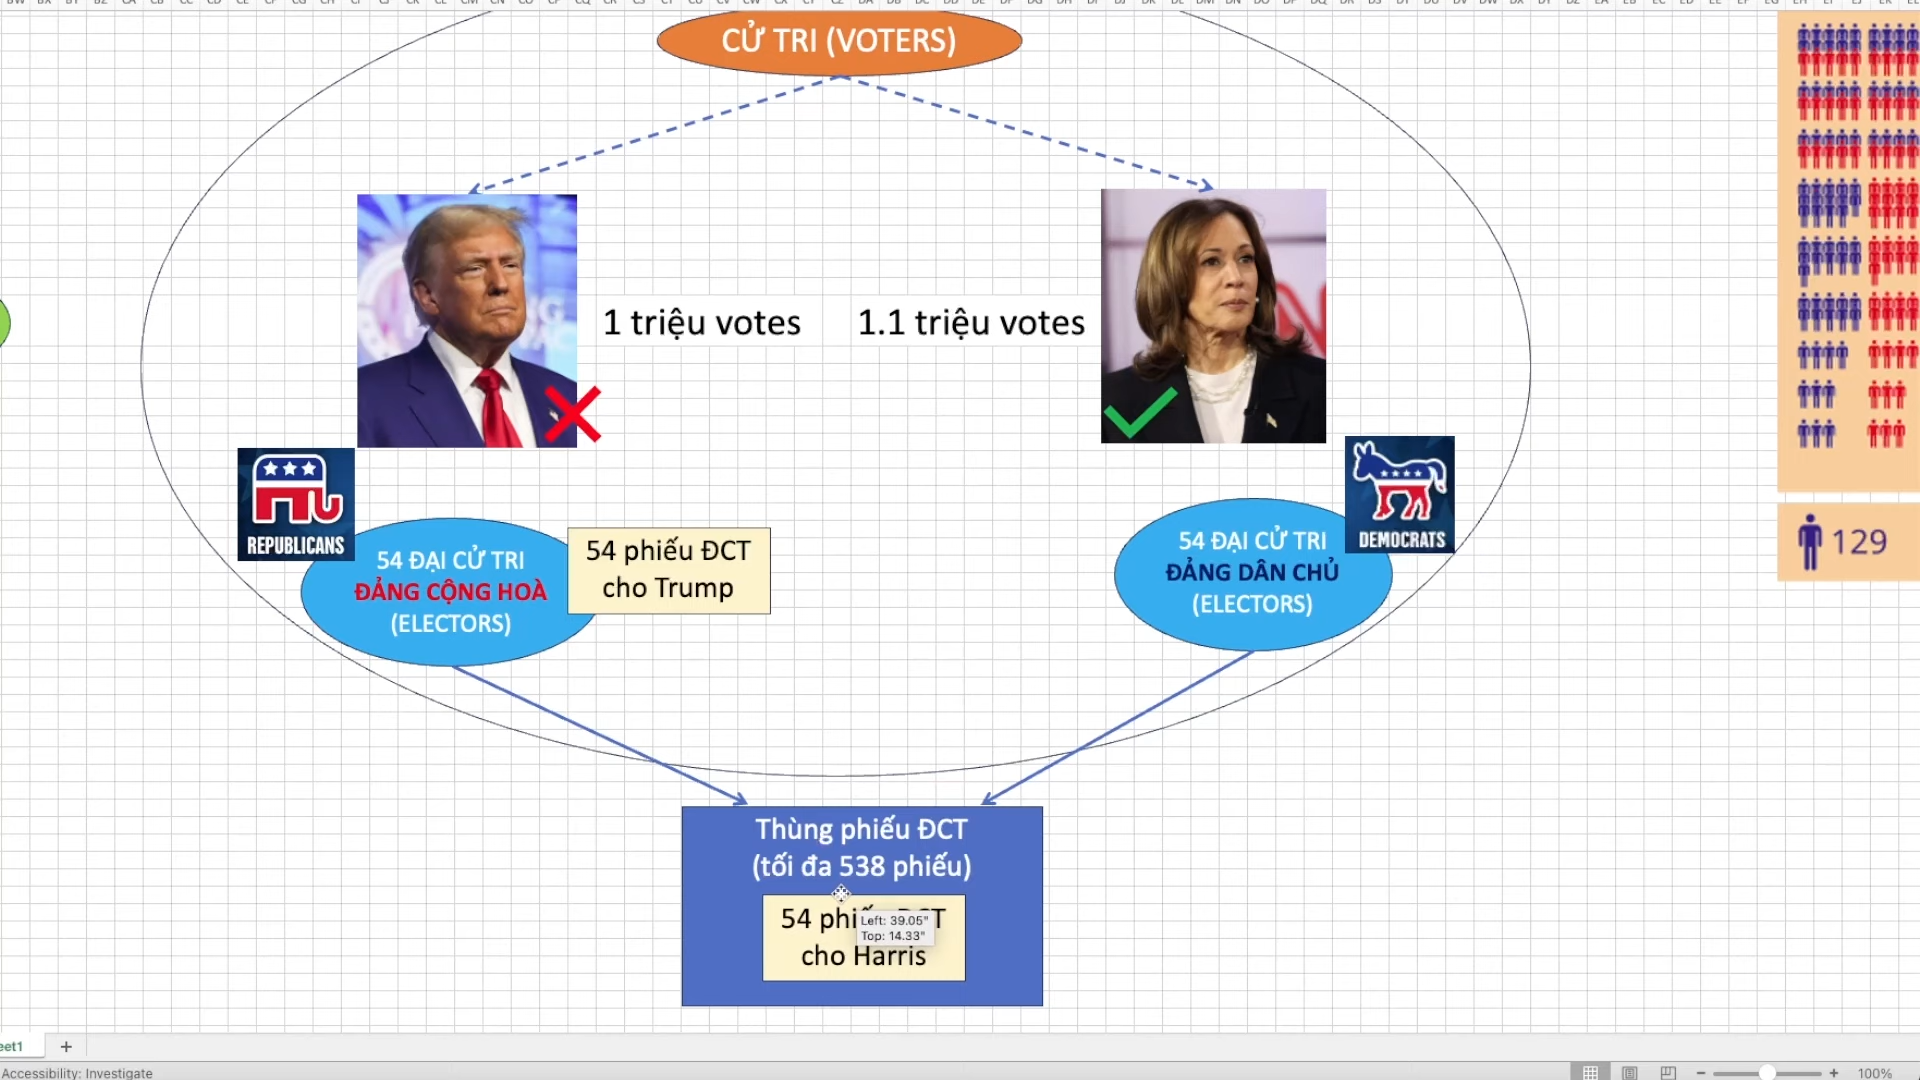 CỬ TRI (VOTERS)
1 triệu votes
1.1 triệu votes
REPUBLICANS
DEMOCRATS
54 ĐẠI CỬ TRI
ĐẢNG CỘNG HOÀ
(ELECTORS)
54 phiếu ĐCT
cho Trump
54 ĐẠI CỬ TRI
ĐẢNG DÂN CHỦ
(ELECTORS)
129
Thùng phiếu ĐCT
(tối đa 538 phiếu)
54
cho Harris
Left: 39.05"
Top: 14.33"
Accessibility: Investigate
100%